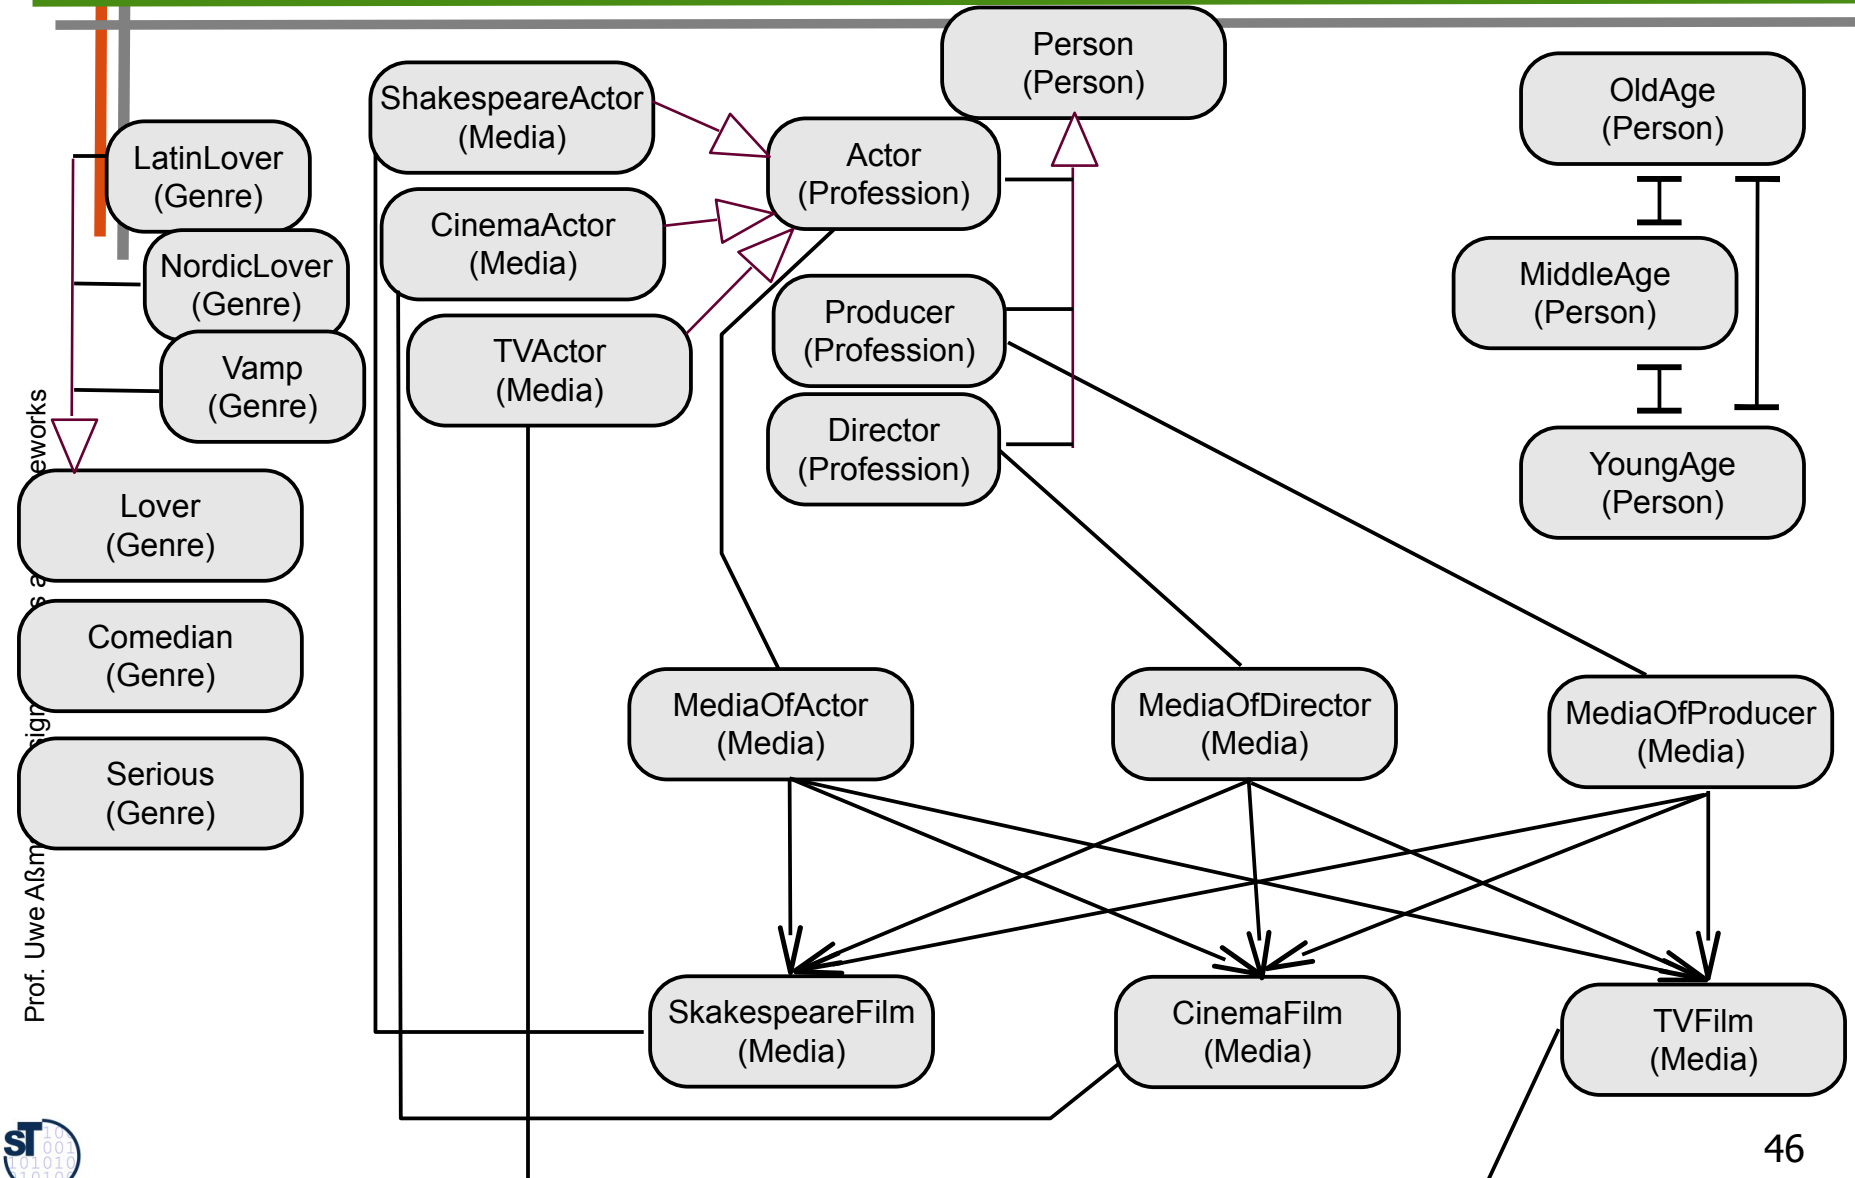 Person
(Person)
ShakespeareActor
(Media)
OldAge
(Person)
LatinLover
(Genre)
Actor
(Profession)
CinemaActor
(Media)
NordicLover
(Genre)
MiddleAge
(Person)
Producer
(Profession)
TVActor
(Media)
Vamp
(Genre)
Director
(Profession)
YoungAge
(Person)
Lover
(Genre)
Comedian
(Genre)
MediaOfActor
(Media)
MediaOfDirector
(Media)
MediaOfProducer
(Media)
Serious
(Genre)
SkakespeareFilm
(Media)
CinemaFilm
(Media)
TVFilm
(Media)
Prof. Uwe
sT
46